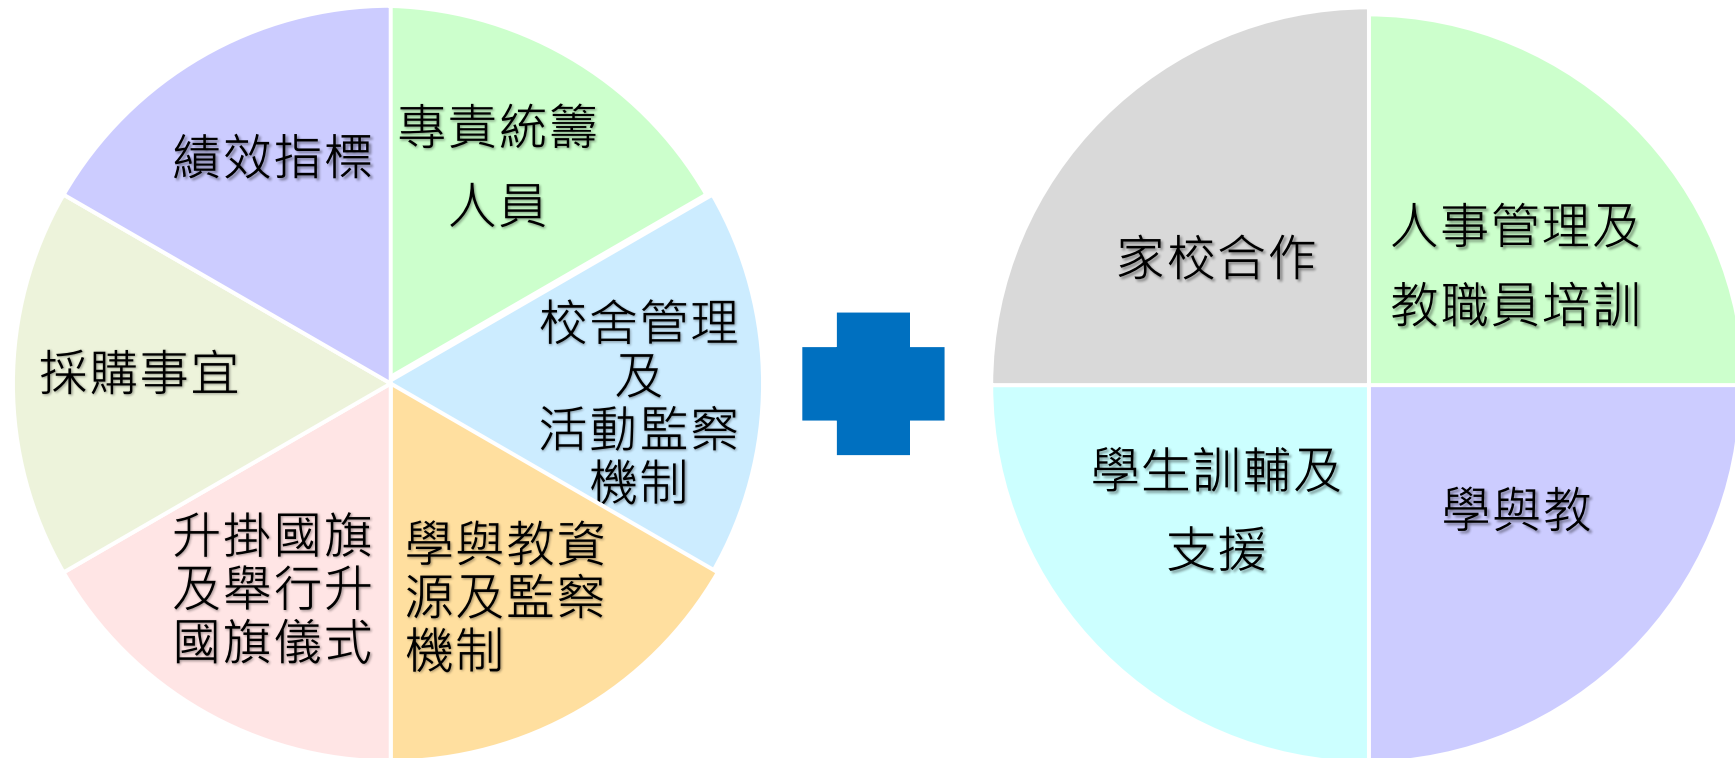 專責統籌
人員
校舍管理
及
活動監察
機制
學與教資
源及監察
機制
升掛國旗
及舉行升
國旗儀式
採購事宜
績效指標
人事管理及
教職員培訓
學與教
學生訓輔及
支援
家校合作